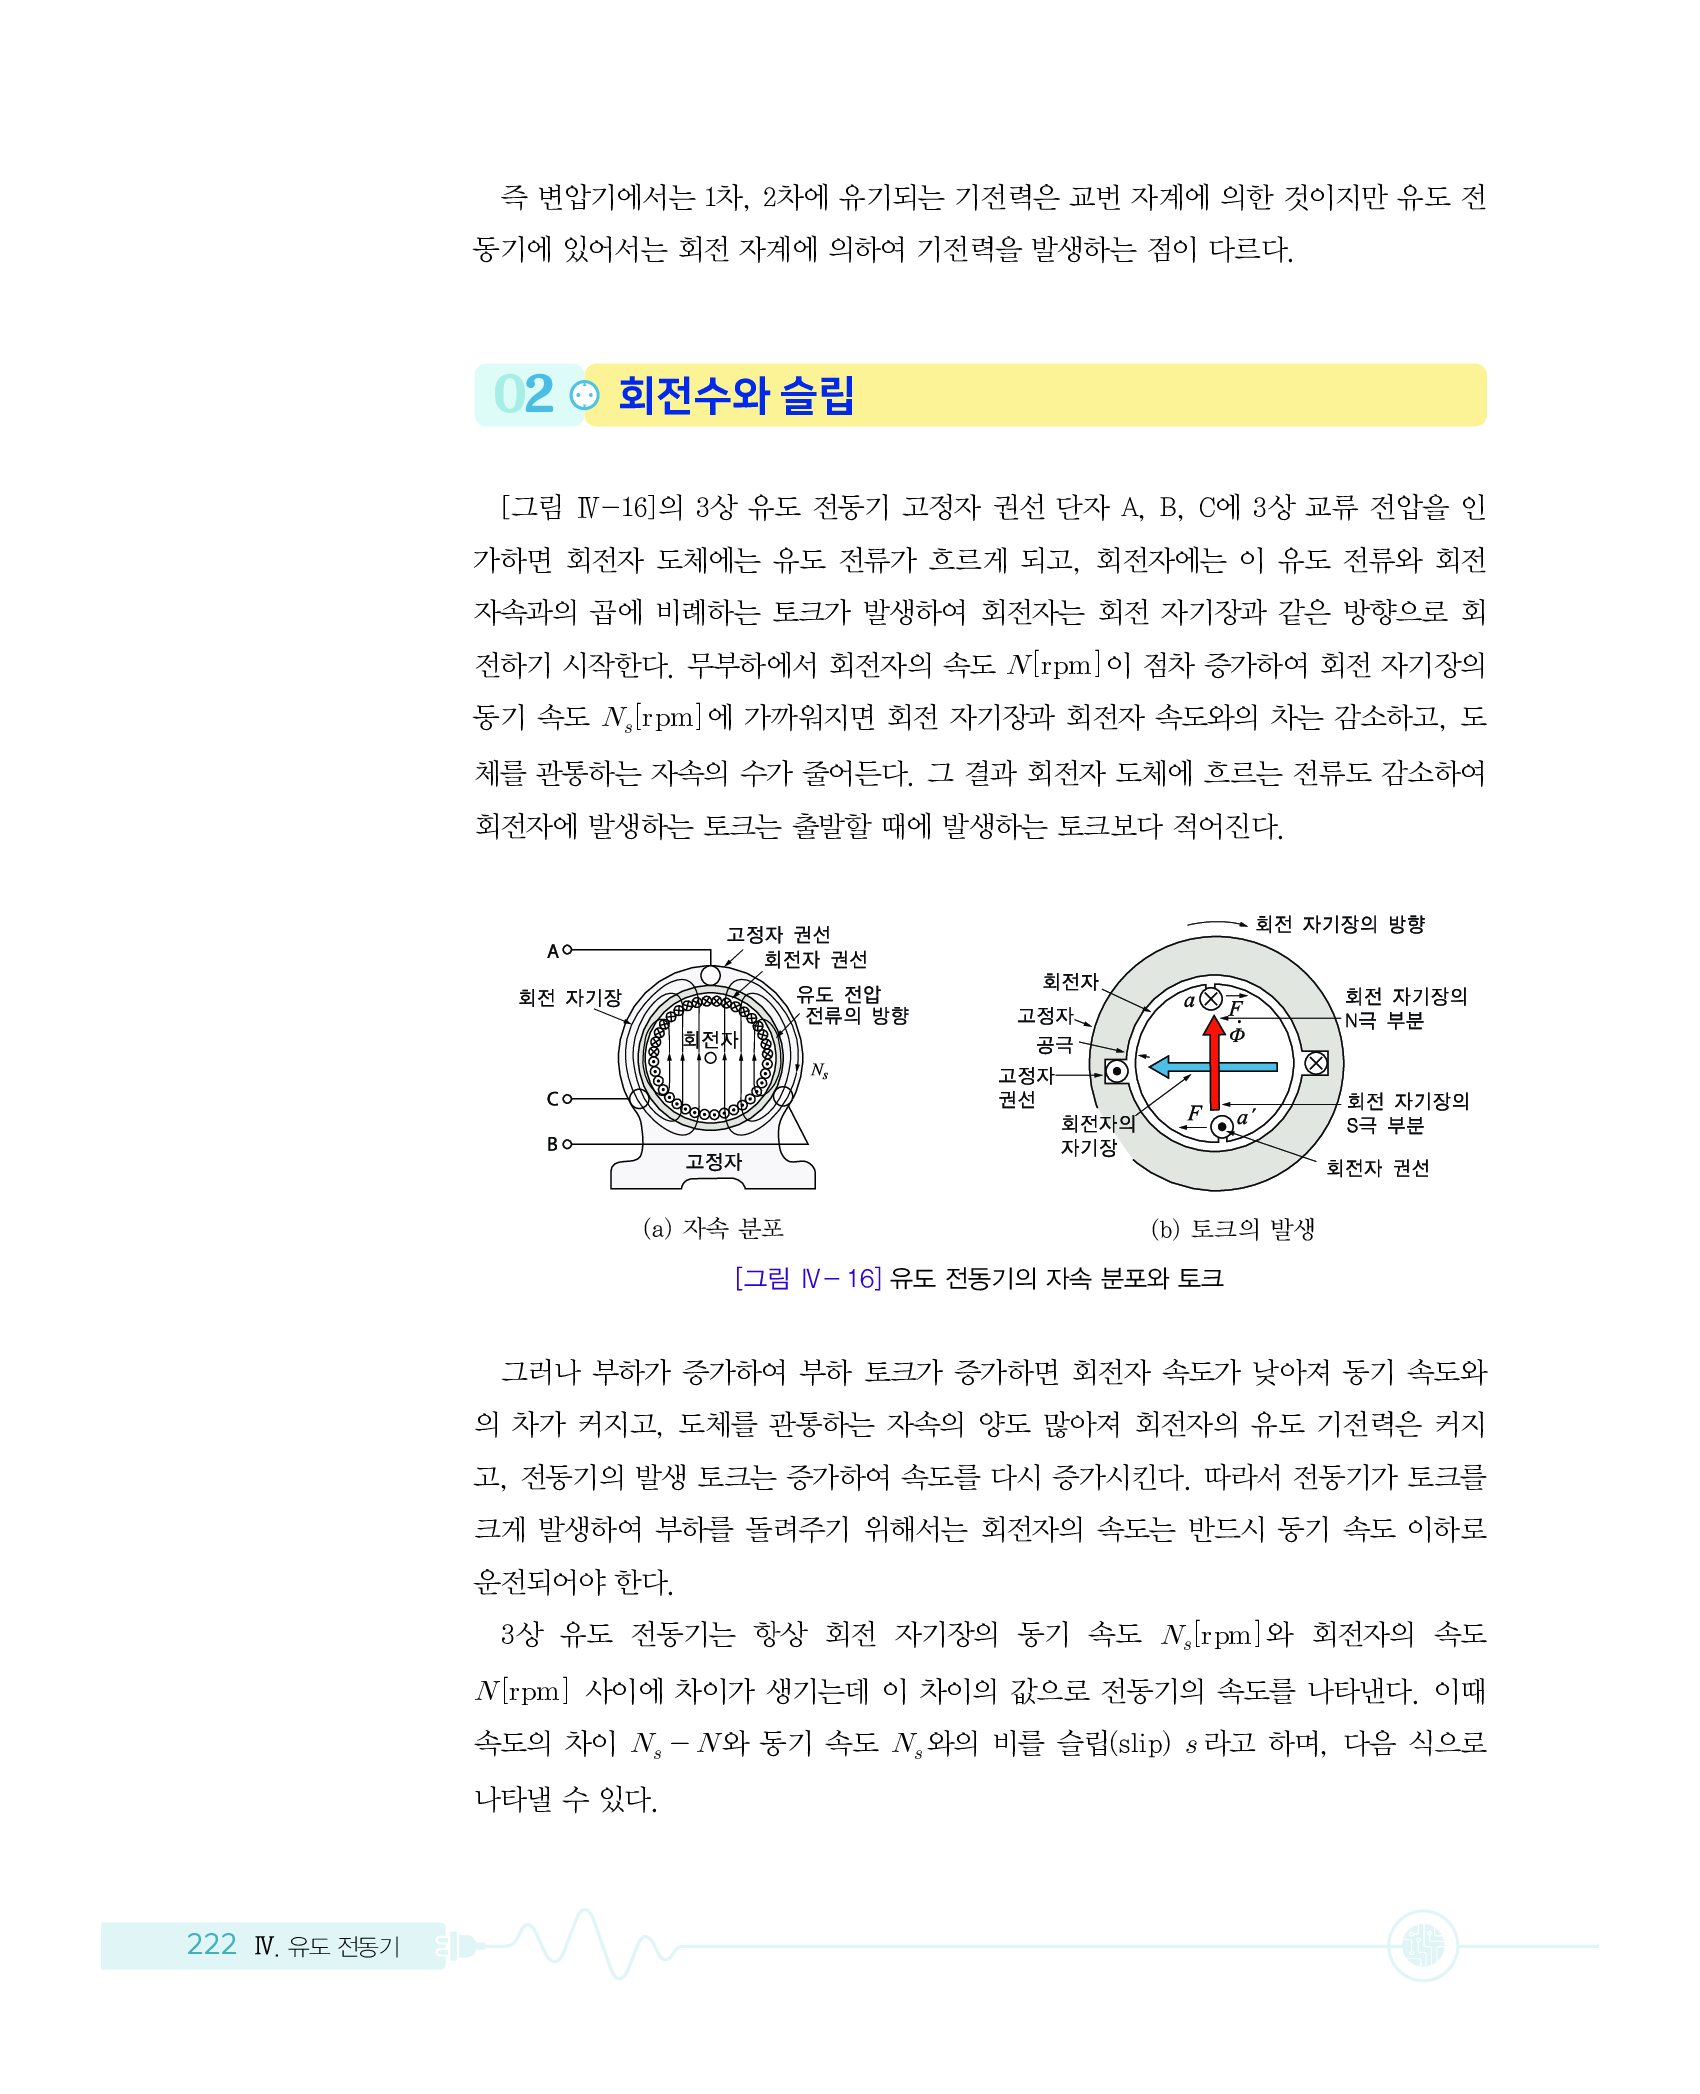 즉 변압기에서는 1차, 2차에 유기되는 기전력은 교번 자계에 의한 것이지만 유도 전
동기에 있어서는 회전 자계에 의하여 기전력을 발생하는 점이 다르다.
02 회전수와 슬립
[그림 Ⅳ-16]의 3상 유도 전동기 고정자 권선 단자 A, B, C에 3상 교류 전압을 인
가하면 회전자 도체에는 유도 전류가 흐르게 되고, 회전자에는 이 유도 전류와 회전
자속과의 곱에 비례하는 토크가 발생하여 회전자는 회전 자기장과 같은 방향으로 회
전하기 시작한다. 무부하에서 회전자의 속도 N[rpm]이 점차 증가하여 회전 자기장의
동기 속도 Nₛ[rpm]에 가까워지면 회전 자기장과 회전자 속도와의 차는 감소하고, 도
체를 관통하는 자속의 수가 줄어든다. 그 결과 회전자 도체에 흐르는 전류도 감소하여
회전자에 발생하는 토크는 출발할 때에 발생하는 토크보다 적어진다.
A
고정자 권선
회전자 권선
회전 자기장
유도 전압
전류의 방향
회전자
Nₛ
C
B
고정자
(a) 자속 분포
회전 자기장의 방향
회전자
고정자
공극
고정자
권선
회전자의
자기장
a
F
Φ̇
F
a′
회전 자기장의
N극 부분
회전 자기장의
S극 부분
회전자 권선
(b) 토크의 발생
[그림 Ⅳ-16] 유도 전동기의 자속 분포와 토크
그러나 부하가 증가하여 부하 토크가 증가하면 회전자 속도가 낮아져 동기 속도와
의 차가 커지고, 도체를 관통하는 자속의 양도 많아져 회전자의 유도 기전력은 커지
고, 전동기의 발생 토크는 증가하여 속도를 다시 증가시킨다. 따라서 전동기가 토크를
크게 발생하여 부하를 돌려주기 위해서는 회전자의 속도는 반드시 동기 속도 이하로
운전되어야 한다.
3상 유도 전동기는 항상 회전 자기장의 동기 속도 Nₛ[rpm]와 회전자의 속도
N[rpm] 사이에 차이가 생기는데 이 차이의 값으로 전동기의 속도를 나타낸다. 이때
속도의 차이 Nₛ - N와 동기 속도 Nₛ와의 비를 슬립(slip) s라고 하며, 다음 식으로
나타낼 수 있다.
222 Ⅳ. 유도 전동기